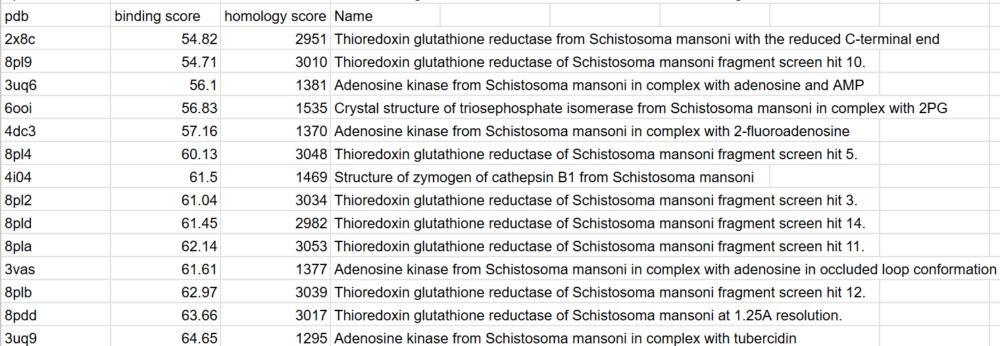 pdb binding score homology score Name
2x8c 54.82 2951 Thioredoxin glutathione reductase from Schistosoma mansoni with the reduced C-terminal end
8pl9 54.71 3010 Thioredoxin glutathione reductase of Schistosoma mansoni fragment screen hit 10.
3uq6 56.1 1381 Adenosine kinase from Schistosoma mansoni in complex with adenosine and AMP
6ooi 56.83 1535 Crystal structure of triosephosphate isomerase from Schistosoma mansoni in complex with 2PG
4dc3 57.16 1370 Adenosine kinase from Schistosoma mansoni in complex with 2-fluoroadenosine
8pl4 60.13 3048 Thioredoxin glutathione reductase of Schistosoma mansoni fragment screen hit 5.
4i04 61.5 1469 Structure of zymogen of cathepsin B1 from Schistosoma mansoni
8pl2 61.04 3034 Thioredoxin glutathione reductase of Schistosoma mansoni fragment screen hit 3.
8pld 61.45 2982 Thioredoxin glutathione reductase of Schistosoma mansoni fragment screen hit 14.
8pla 62.14 3053 Thioredoxin glutathione reductase of Schistosoma mansoni fragment screen hit 11.
3vas 61.61 1377 Adenosine kinase from Schistosoma mansoni in complex with adenosine in occluded loop conformation
8plb 62.97 3039 Thioredoxin glutathione reductase of Schistosoma mansoni fragment screen hit 12.
8pdd 63.66 3017 Thioredoxin glutathione reductase of Schistosoma mansoni at 1.25A resolution.
3uq9 64.65 1295 Adenosine kinase from Schistosoma mansoni in complex with tubercidin